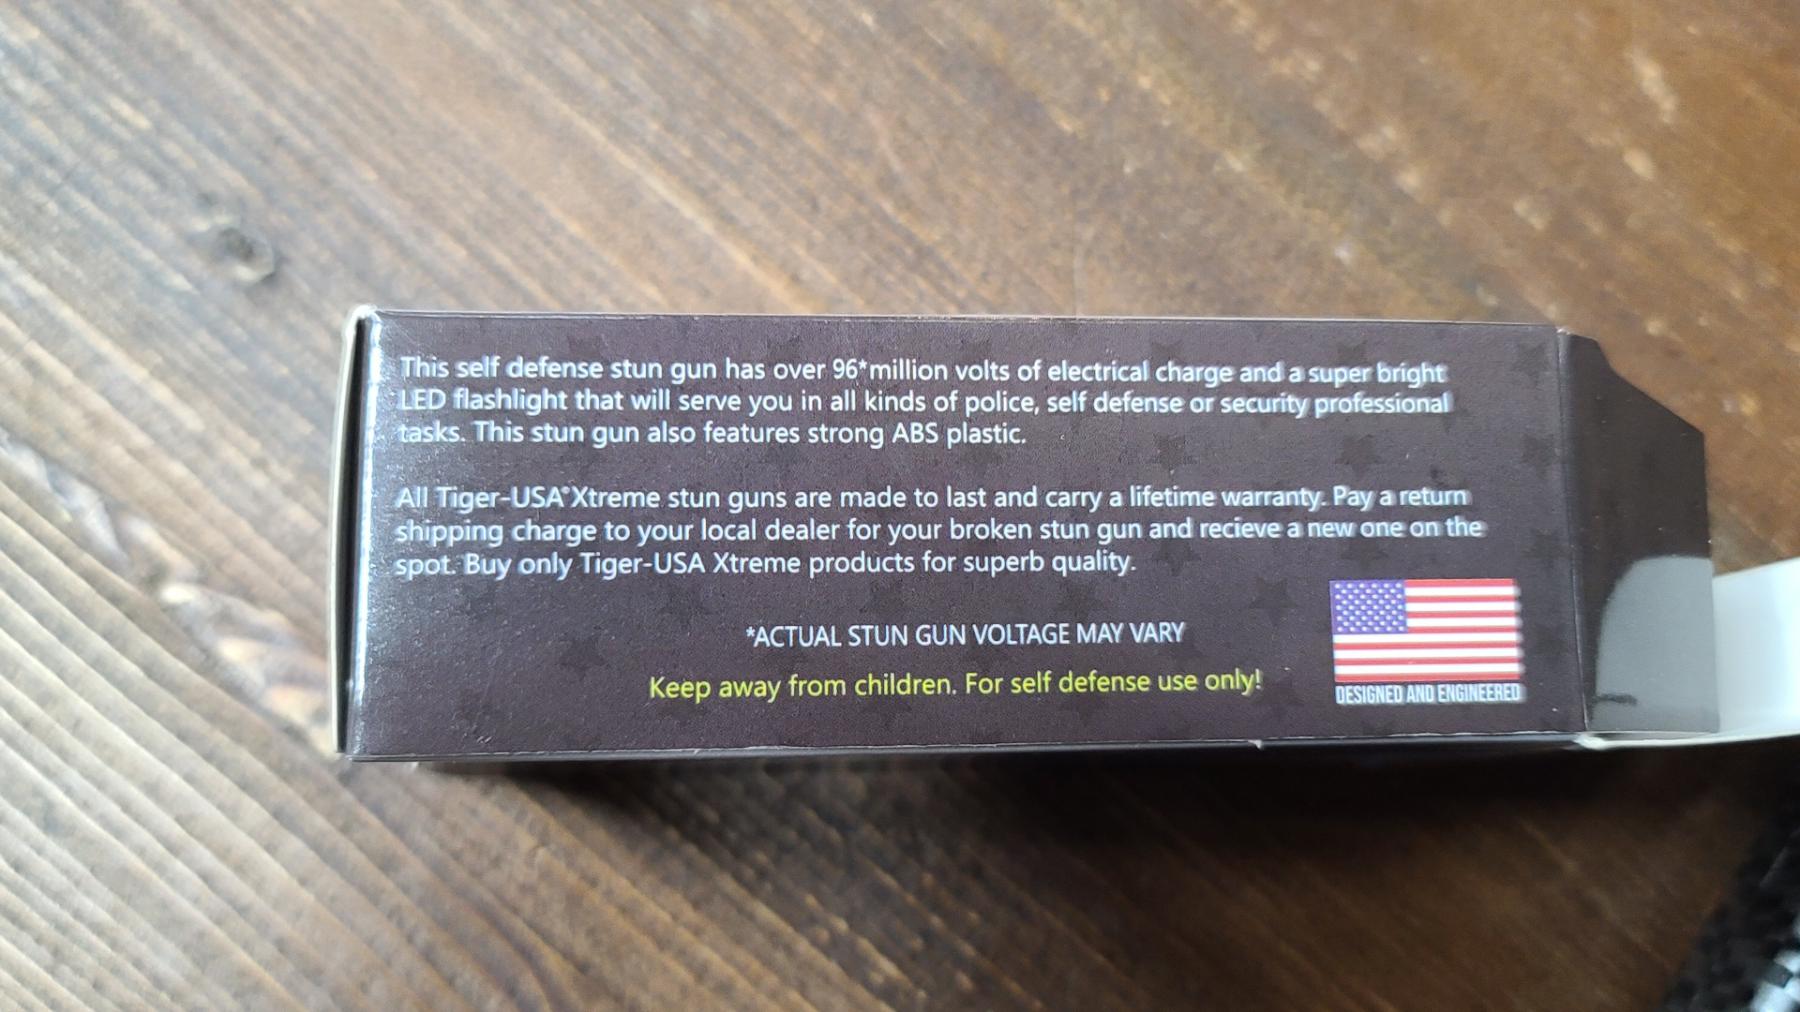 This self defense stun gun has over 96*million volts of electrical charge and a super bright
LED flashlight that will serve you in all kinds of police, self defense or security professional
tasks. This stun gun also features strong ABS plastic.
All Tiger-USA®Xtreme stun guns are made to last and carry a lifetime warranty. Pay a return
shipping charge to your local dealer for your broken stun gun and recieve a new one on the
spot. Buy only Tiger-USA Xtreme products for superb quality.
*ACTUAL STUN GUN VOLTAGE MAY VARY
Keep away from children. For self defense use only!
DESIGNED AND ENGINEERED